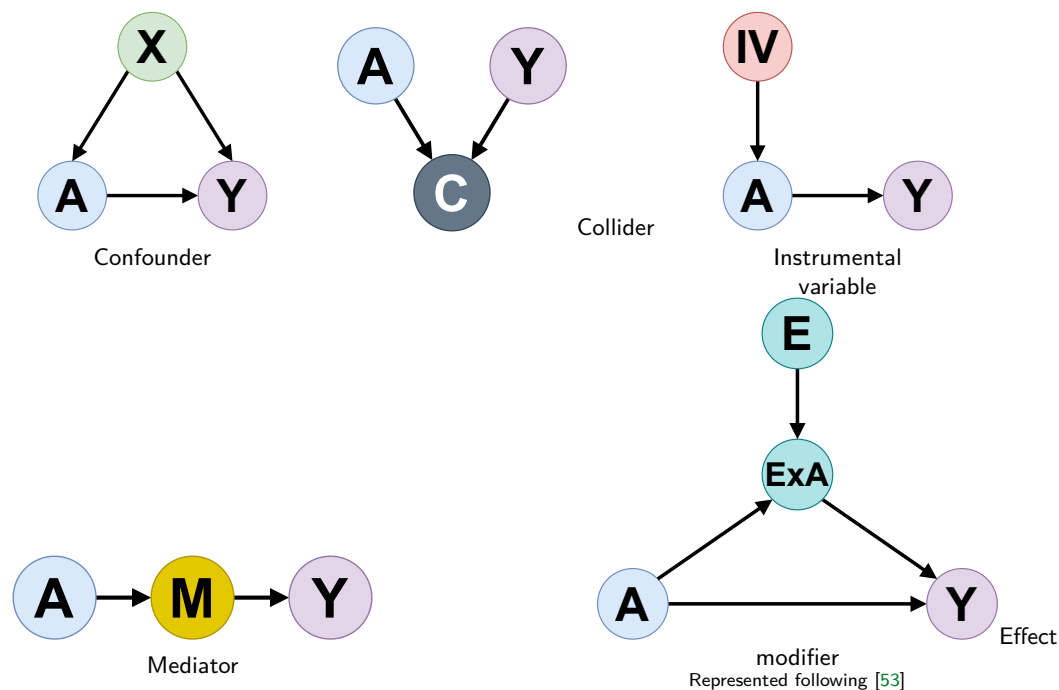 X
A
Y
Confounder
A
Y
C
Collider
IV
A
Y
Instrumental
variable
A
M
Y
Mediator
E
ExA
A
Y
Effect
modifier
Represented following [53]